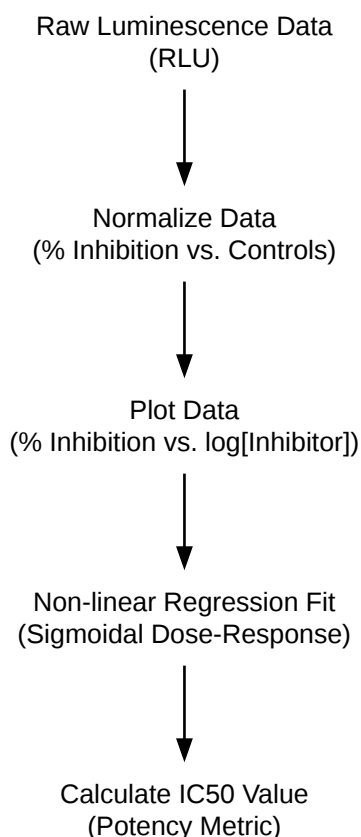 Raw Luminescence Data
(RLU)
Normalize Data
(% Inhibition vs. Controls)
Plot Data
(% Inhibition vs. log[Inhibitor])
Non-linear Regression Fit
(Sigmoidal Dose-Response)
Calculate IC50 Value
(Potency Metric)